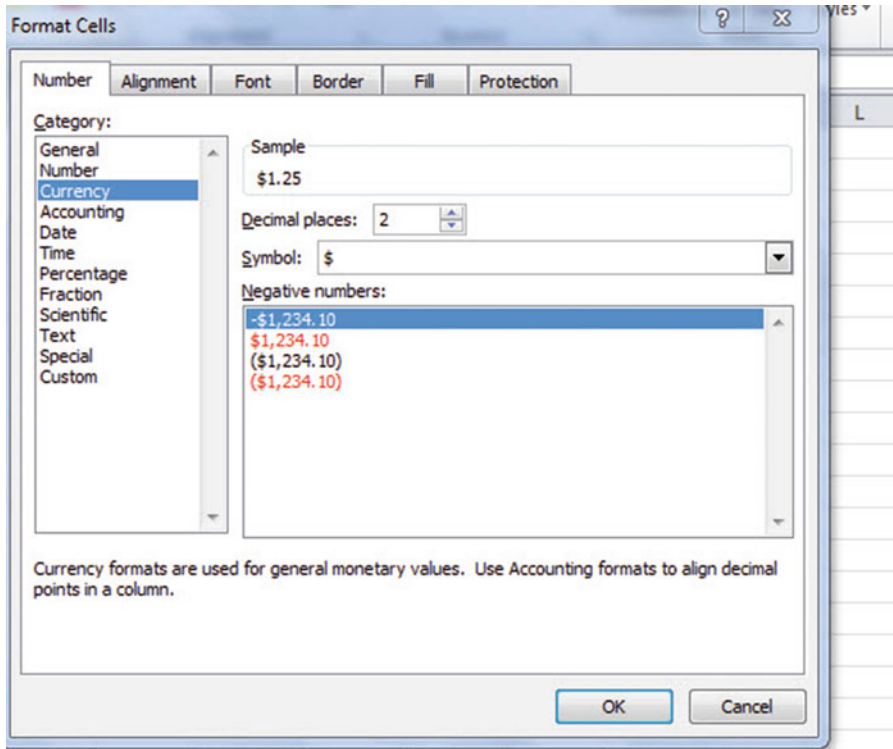 Format Cells
yles
Number Alignment Font Border Fill Protection
L
Category:
General
Number
Currency
Accounting
Date
Time
Percentage
Fraction
Scientific
Text
Special
Custom
Sample
$1.25
Decimal places: 2
Symbol: $
Negative numbers:
-$1,234.10
$1,234.10
($1,234.10)
($1,234.10)
Currency formats are used for general monetary values. Use Accounting formats to align decimal
points in a column.
OK Cancel